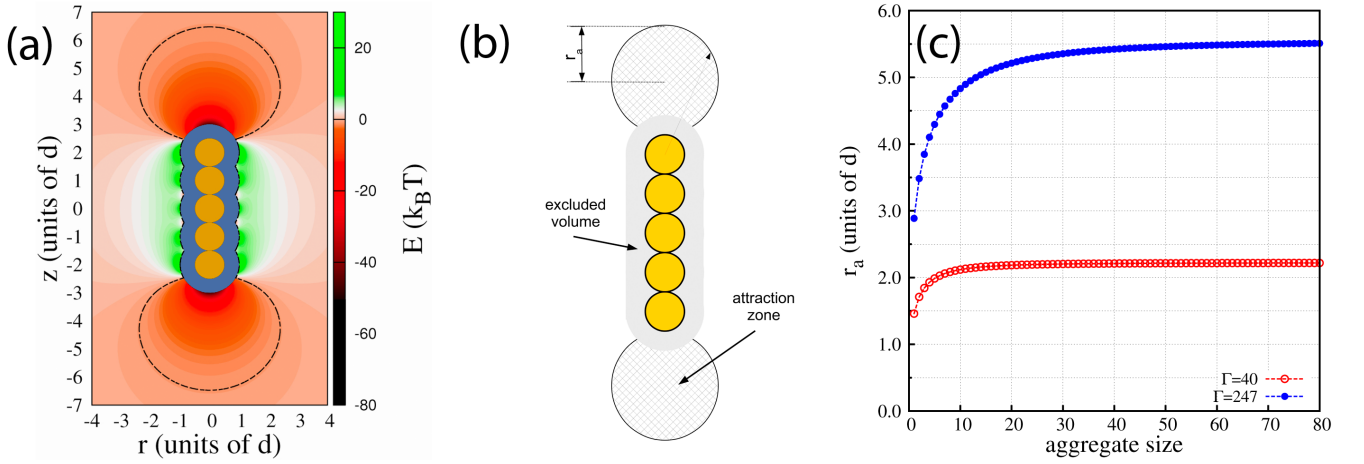 (a)
7
6
5
4
3
2
1
0
-1
-2
-3
-4
-5
-6
-7
z (units of d)
-4 -3 -2 -1 0 1 2 3 4
r (units of d)
20
0
-20
-40
-60
-80
E (k_BT)
(b)
r_a
excluded
volume
attraction
zone
(c)
6.0
5.0
4.0
3.0
2.0
1.0
0.0
r_a (units of d)
0 10 20 30 40 50 60 70 80
aggregate size
Γ=40
Γ=247